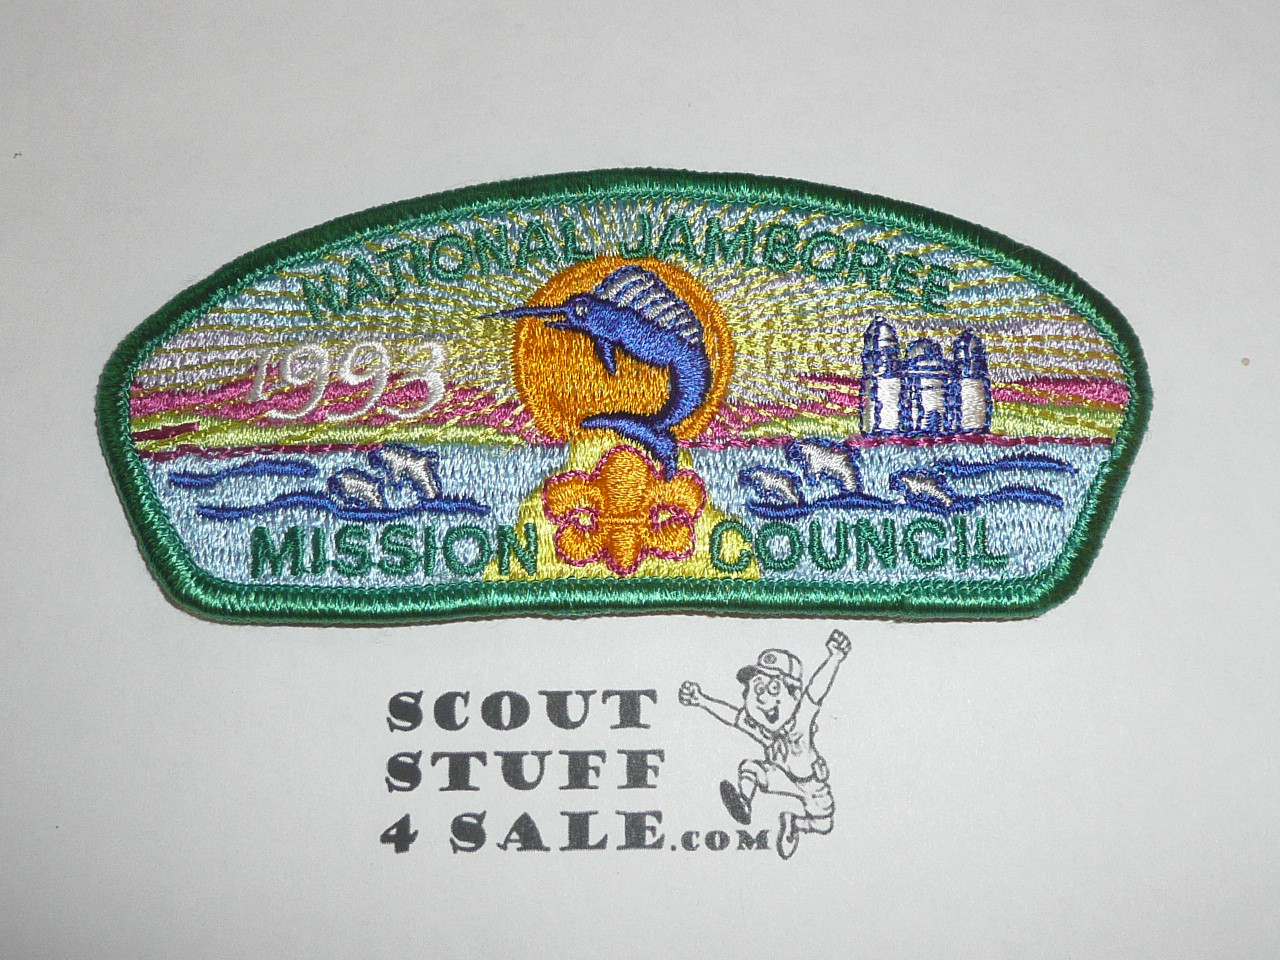 NATIONAL JAMBOREE
1993
MISSION COUNCIL
SCOUT
STUFF
4 SALE.COM